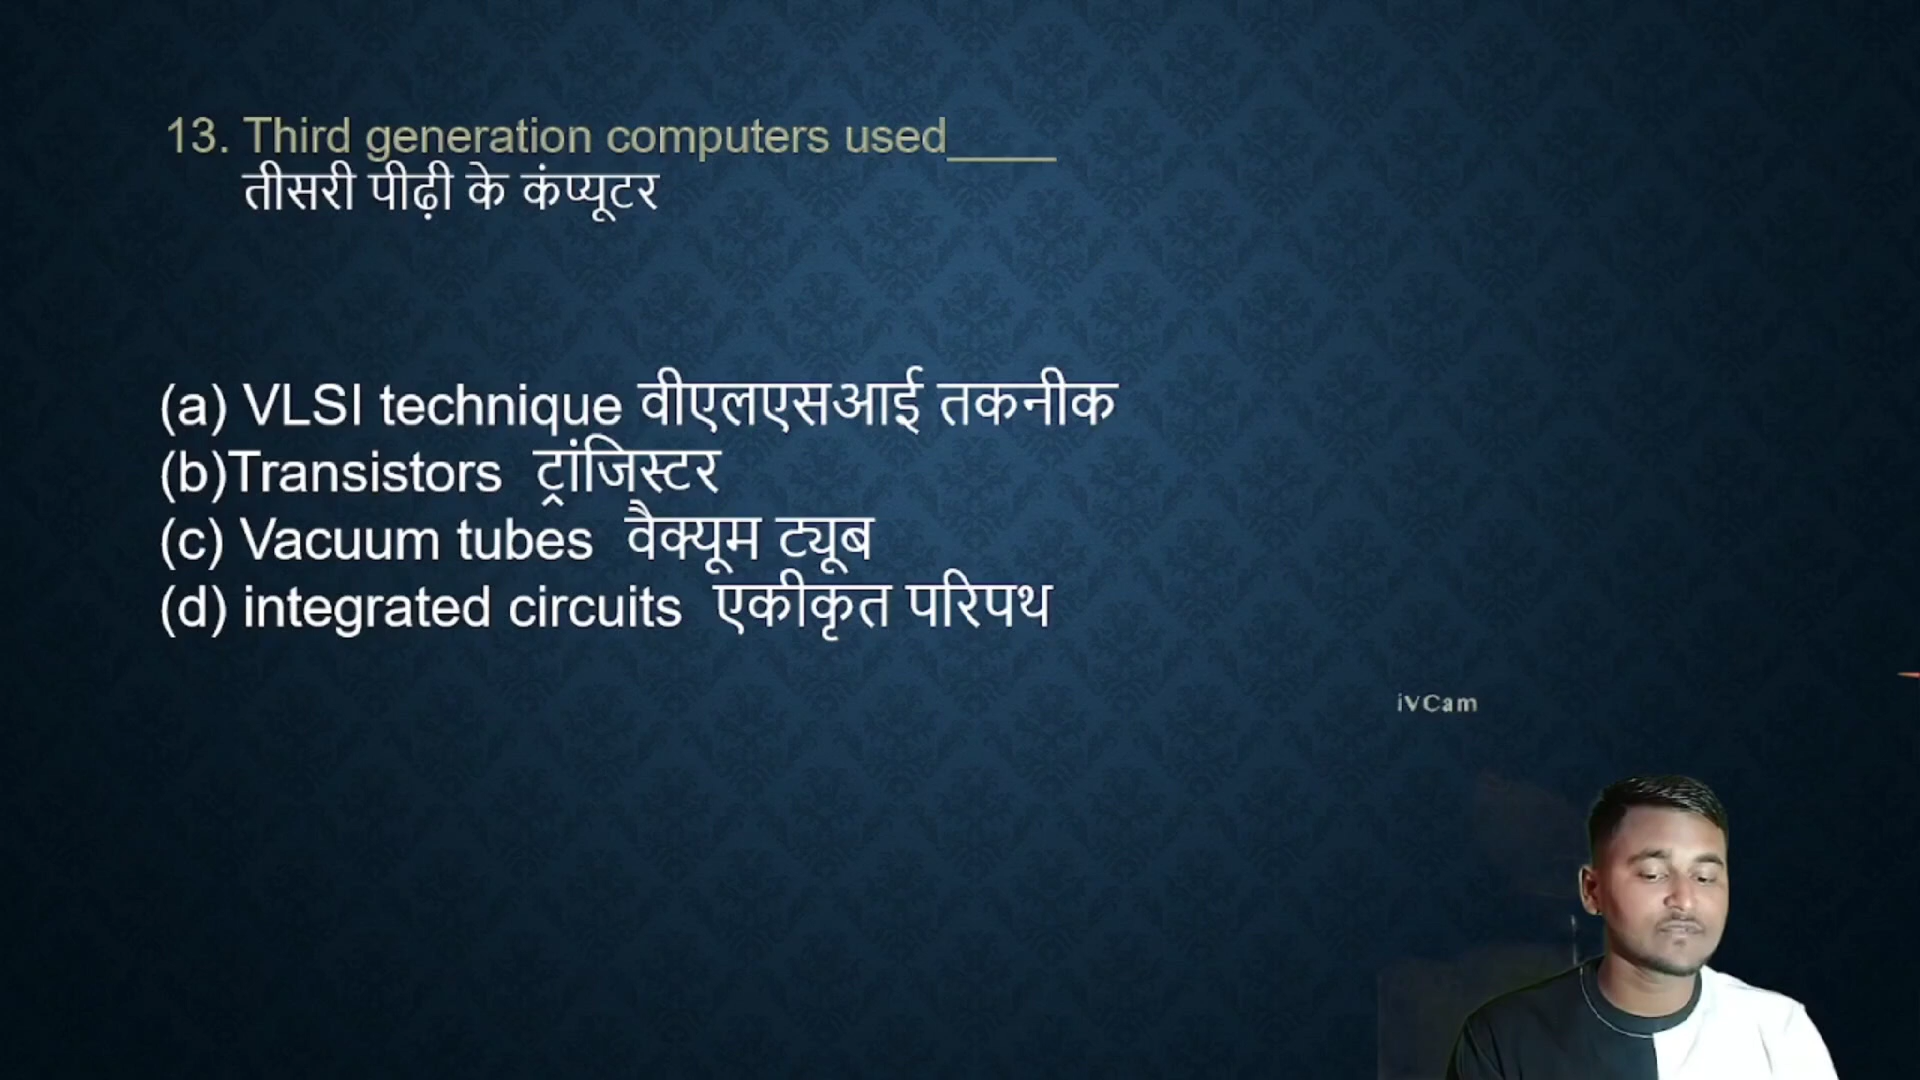 13. Third generation computers used____
तीसरी पीढ़ी के कंप्यूटर
(a) VLSI technique वीएलएसआई तकनीक
(b)Transistors ट्रांजिस्टर
(c) Vacuum tubes वैक्यूम ट्यूब
(d) integrated circuits एकीकृत परिपथ
iVCam